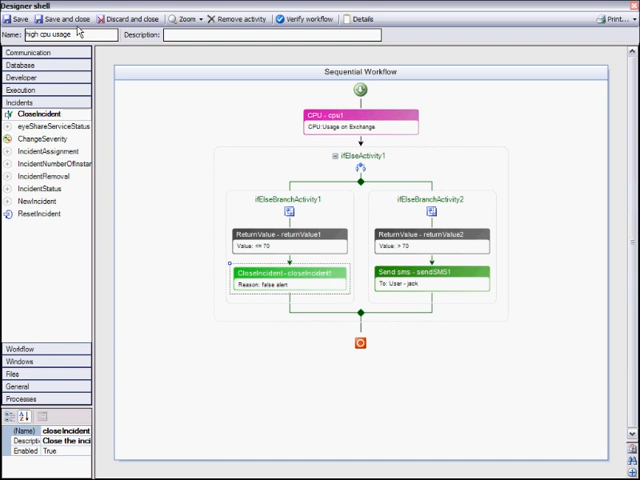 Designer shell
Save
Save and close
Discard and close
Zoom
Remove activity
Verify workflow
Details
Print...
Name:
high cpu usage
Description:
Communication
Database
Developer
Execution
Incidents
CloseIncident
eyeShareServiceStatus
ChangeSeverity
IncidentAssignment
IncidentNumberOfInstar
IncidentRemoval
IncidentStatus
NewIncident
ResetIncident
Workflow
Windows
Files
General
Processes
(Name) closeIncident
Descripti Close the inci
Enabled True
Sequential Workflow
CPU - cpu1
CPU:Usage on Exchange
ifElseActivity1
ifElseBranchActivity1
ifElseBranchActivity2
ReturnValue - returnValue1
Value: <= 70
ReturnValue - returnValue2
Value: > 70
CloseIncident - closeIncident1
Reason: false alert
Send sms - sendSMS1
To: User - jack